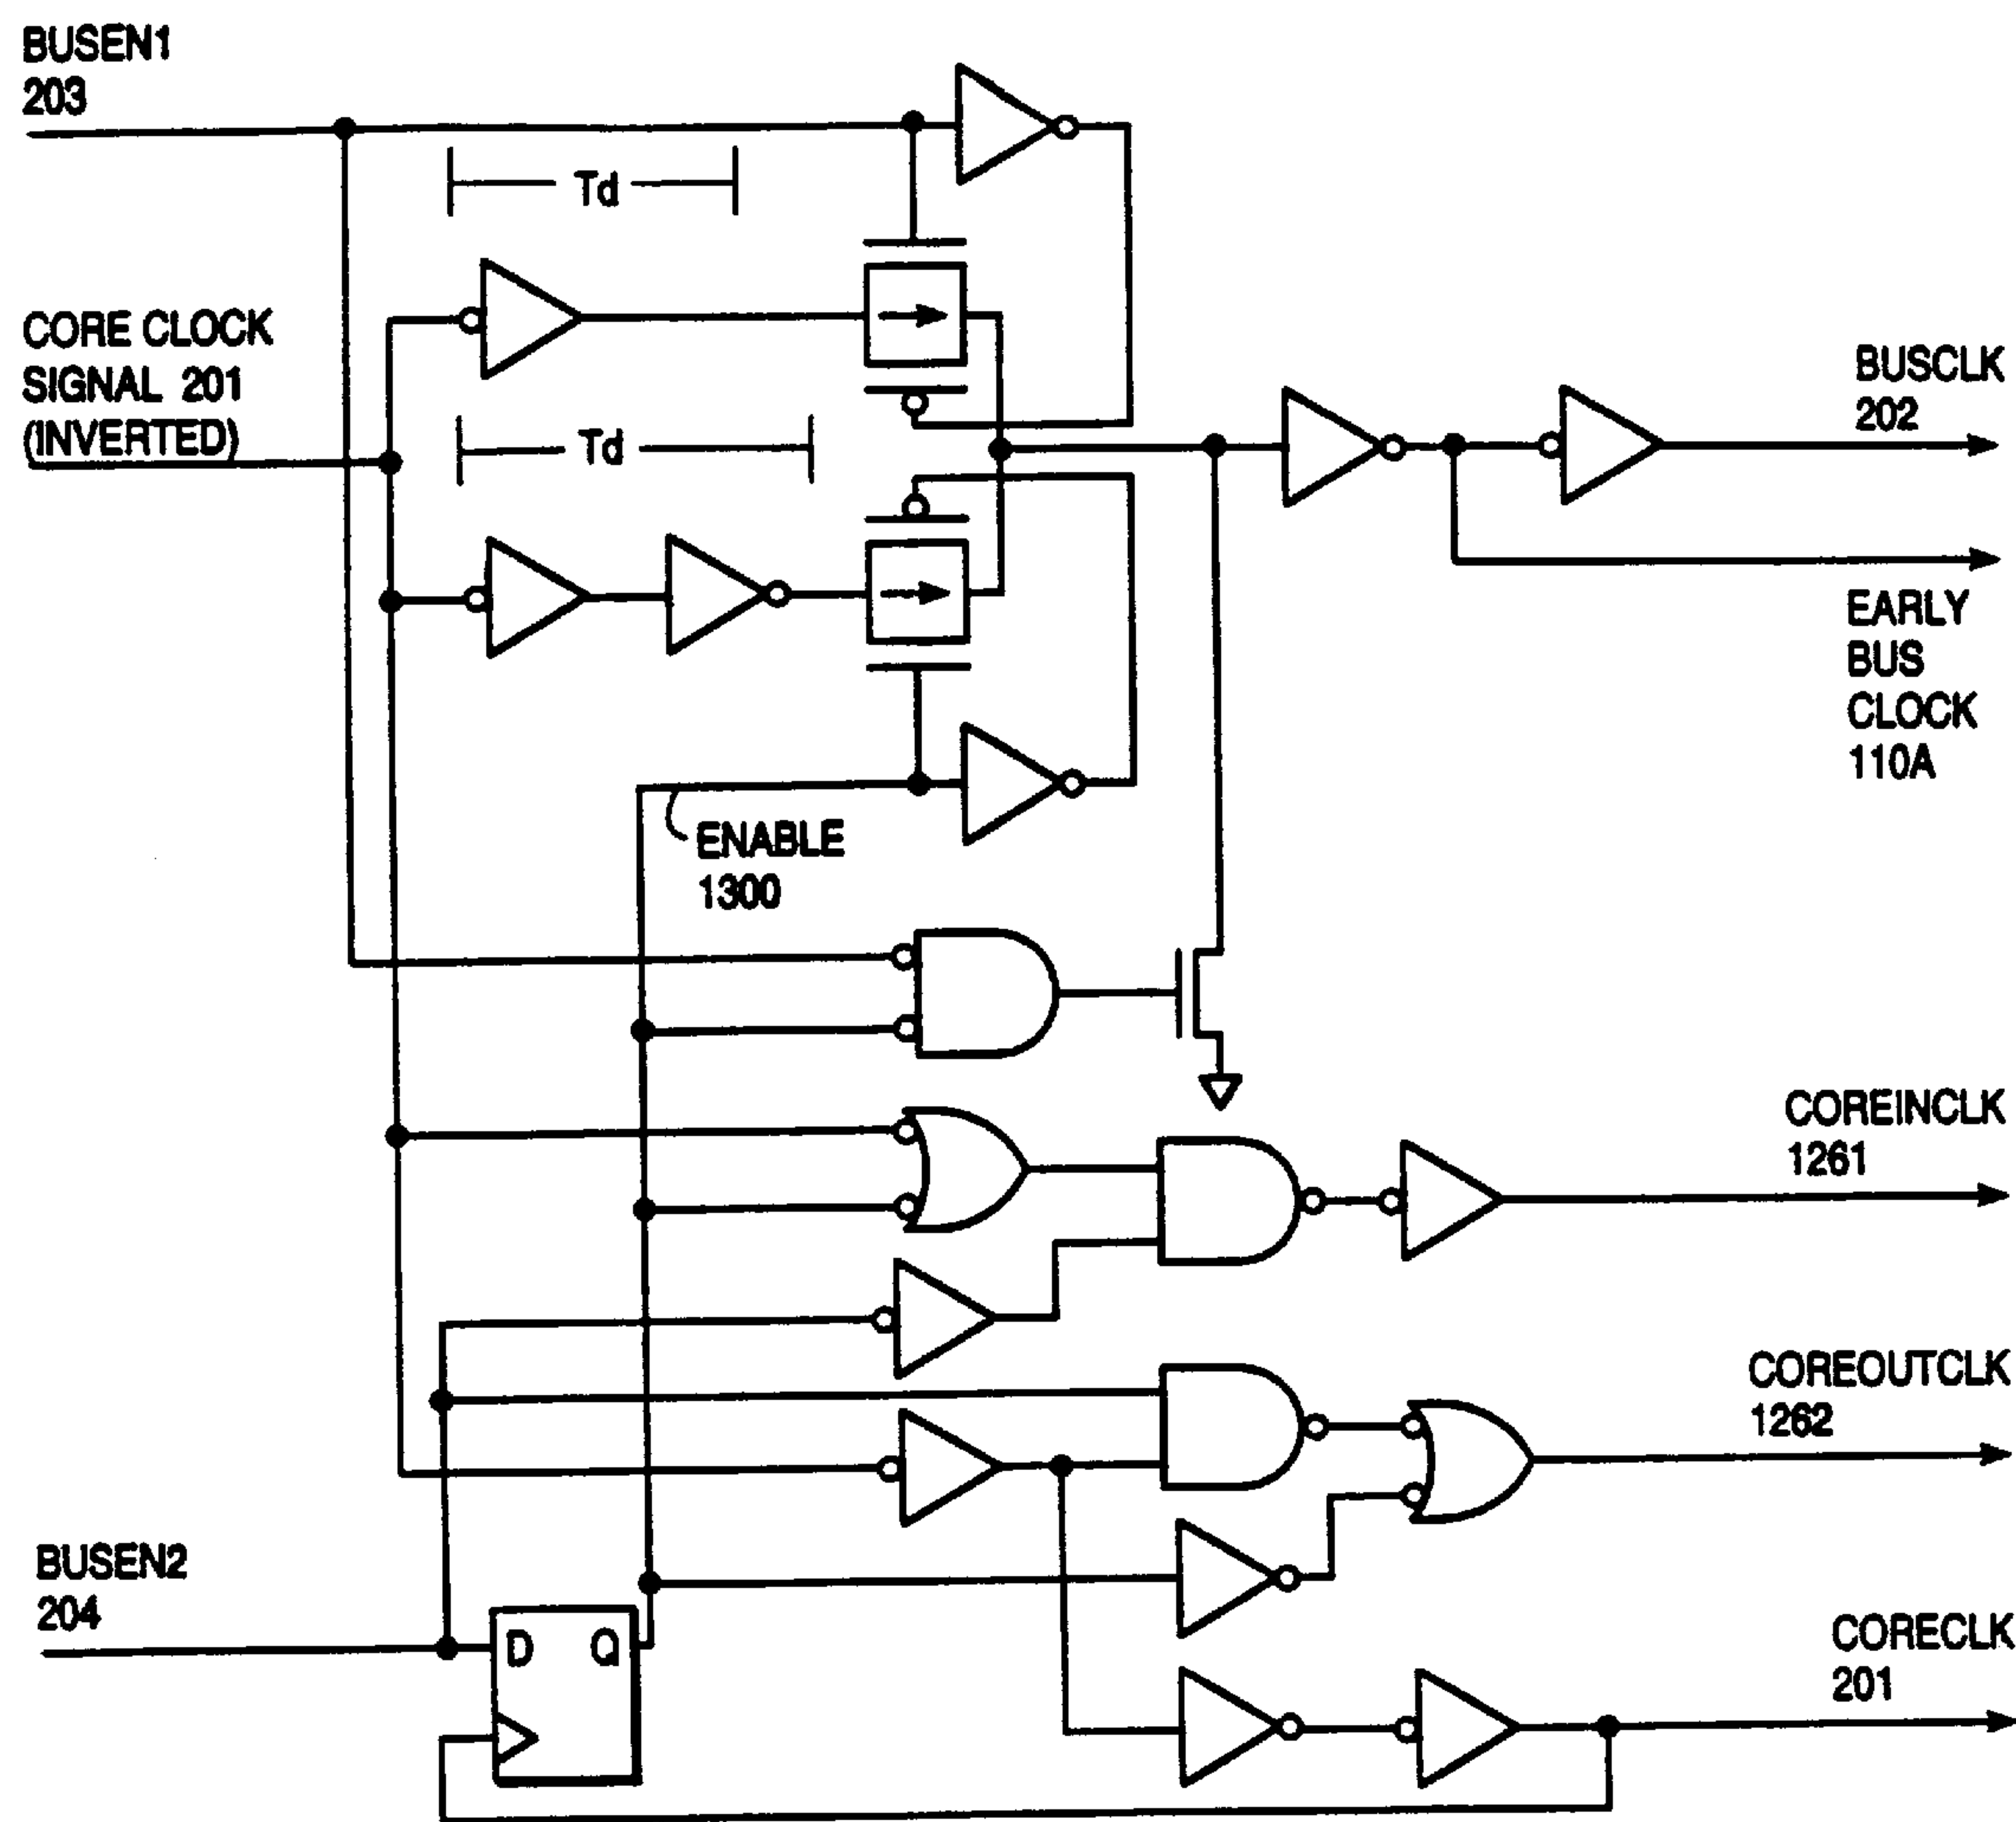 BUSEN1
203
Td
CORE CLOCK
SIGNAL 201
(INVERTED)
Td
BUSCLK
202
EARLY
BUS
CLOCK
110A
ENABLE
1300
COREINCLK
1261
COREOUTCLK
1262
BUSEN2
204
D Q
CORECLK
201